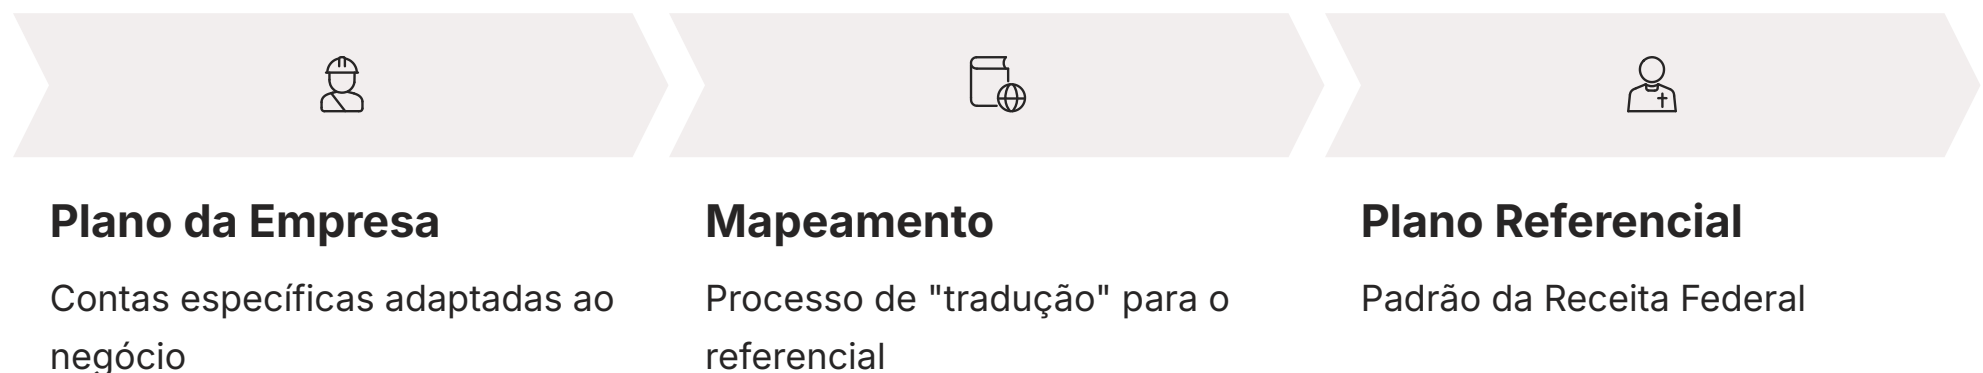 Plano da Empresa
Contas específicas adaptadas ao
negócio
Mapeamento
Processo de "tradução" para o
referencial
Plano Referencial
Padrão da Receita Federal